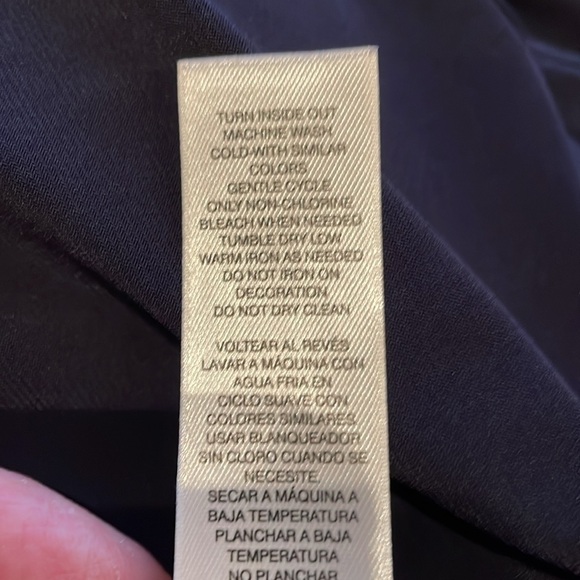 TURN INSIDE OUT
MACHINE WASH
COLD-WITH SIMILAR
COLORS
GENTLE CYCLE
ONLY NON-CHLORINE
BLEACH WHEN NEEDED
TUMBLE DRY LOW
WARM IRON AS NEEDED
DO NOT IRON ON
DECORATION
DO NOT DRY CLEAN
VOLTEAR AL REVÉS
LAVAR A MÁQUINA CON
AGUA FRIA EN
CICLO SUAVE CON
COLORES SIMILARES
USAR BLANQUEADOR
SIN CLORO CUANDO SE
NECESITE
SECAR A MÁQUINA A
BAJA TEMPERATURA
PLANCHAR A BAJA
TEMPERATURA
NO PLANCHAR